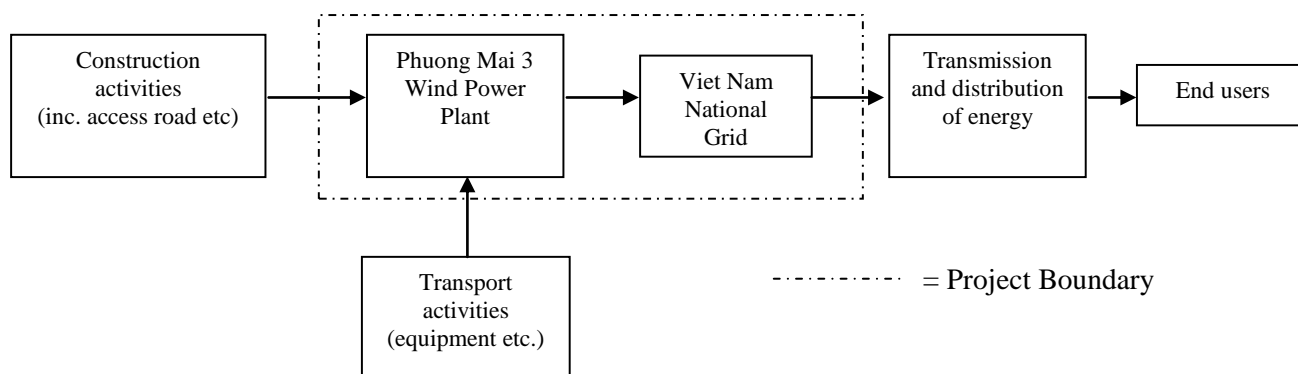 Construction
activities
(inc. access road etc)
Phuong Mai 3
Wind Power
Plant
Viet Nam
National
Grid
Transmission
and distribution
of energy
End users
Transport
activities
(equipment etc.)
= Project Boundary